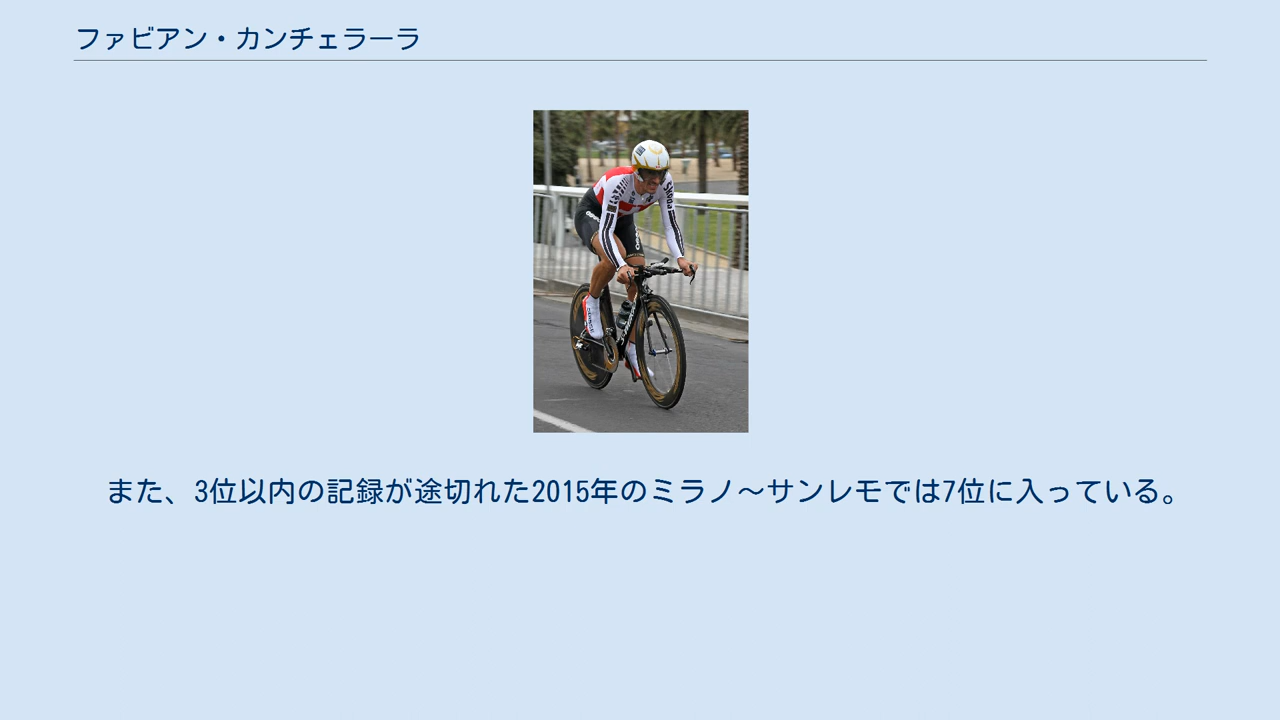 ファビアン・カンチェラーラ
また、3位以内の記録が途切れた2015年のミラノ〜サンレモでは7位に入っている。